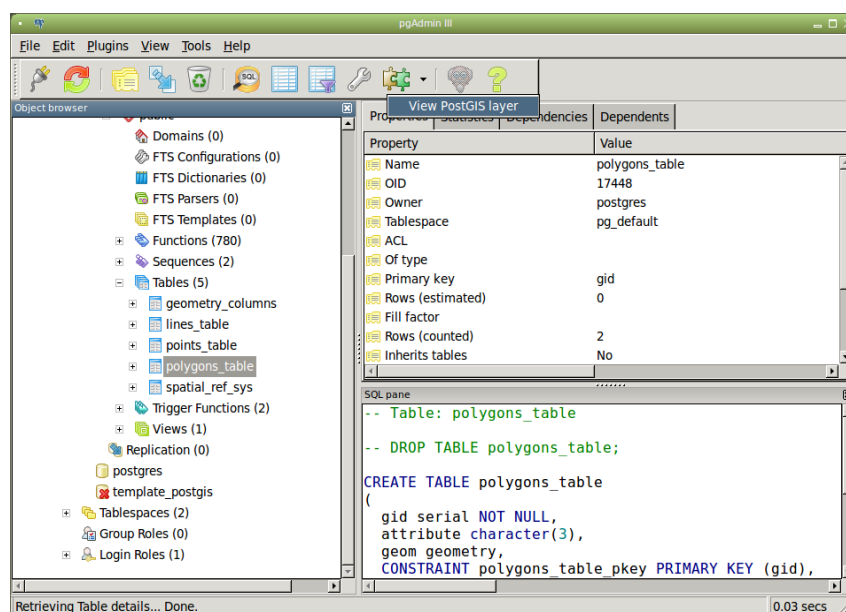 pgAdmin III
File Edit Plugins View Tools Help
SQL
View PostGIS layer
Object browser
Properties Statistics Dependencies Dependents
public
Domains (0)
FTS Configurations (0)
FTS Dictionaries (0)
FTS Parsers (0)
FTS Templates (0)
Functions (780)
Sequences (2)
Tables (5)
geometry_columns
lines_table
points_table
polygons_table
spatial_ref_sys
Trigger Functions (2)
Views (1)
Replication (0)
postgres
template_postgis
Tablespaces (2)
Group Roles (0)
Login Roles (1)
Property Value
Name polygons_table
OID 17448
Owner postgres
Tablespace pg_default
ACL
Of type
Primary key gid
Rows (estimated) 0
Fill factor
Rows (counted) 2
Inherits tables No
SQL pane
-- Table: polygons_table
-- DROP TABLE polygons_table;
CREATE TABLE polygons_table
(
gid serial NOT NULL,
attribute character(3),
geom geometry,
CONSTRAINT polygons_table_pkey PRIMARY KEY (gid),
Retrieving Table details... Done. 0.03 secs